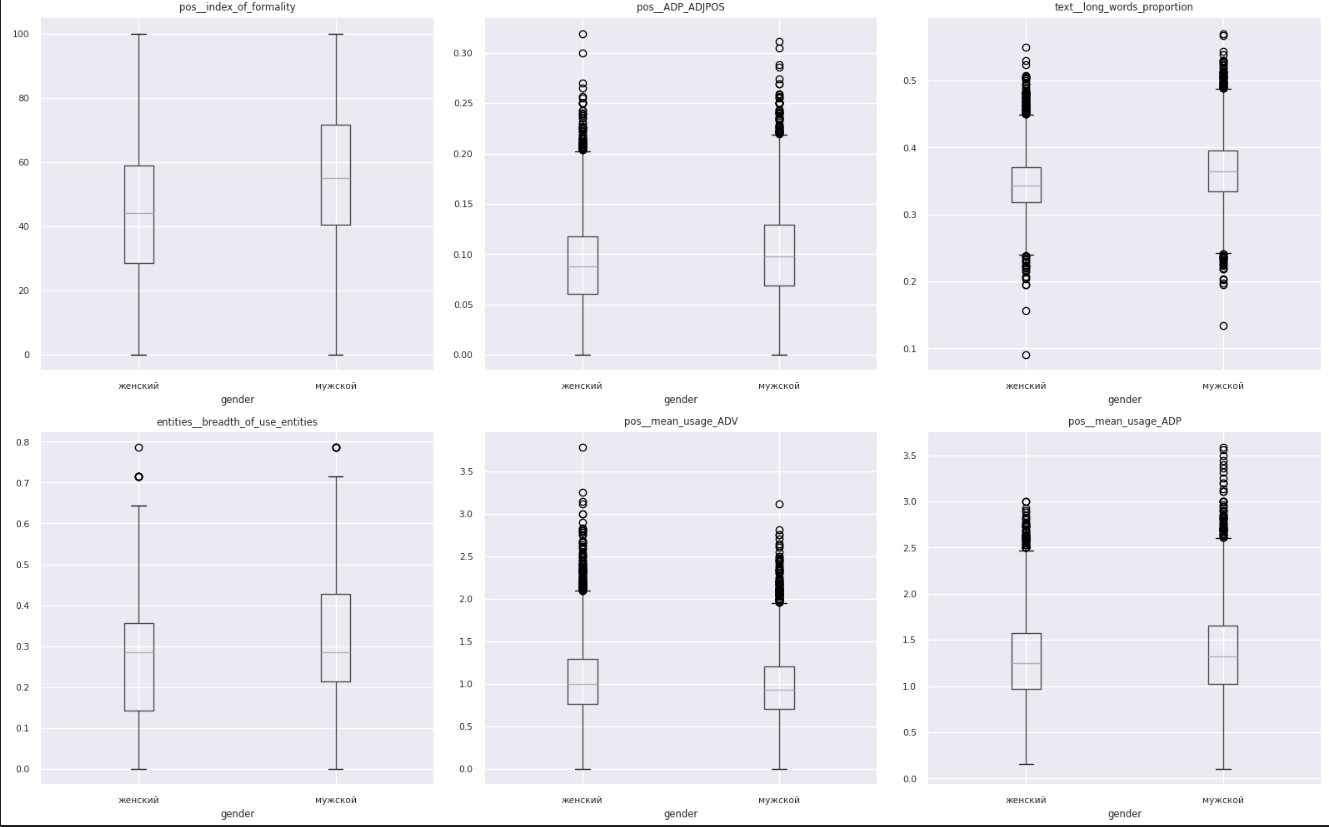 pos__index_of_formality
100
80
60
40
20
0
женский
мужской
gender
pos__ADP_ADJPOS
0.30
0.25
0.20
0.15
0.10
0.05
0.00
женский
мужской
gender
text__long_words_proportion
0.5
0.4
0.3
0.2
0.1
женский
мужской
gender
entities__breadth_of_use_entities
0.8
0.7
0.6
0.5
0.4
0.3
0.2
0.1
0.0
женский
мужской
gender
pos__mean_usage_ADV
3.5
3.0
2.5
2.0
1.5
1.0
0.5
0.0
женский
мужской
gender
pos__mean_usage_ADP
3.5
3.0
2.5
2.0
1.5
1.0
0.5
0.0
женский
мужской
gender